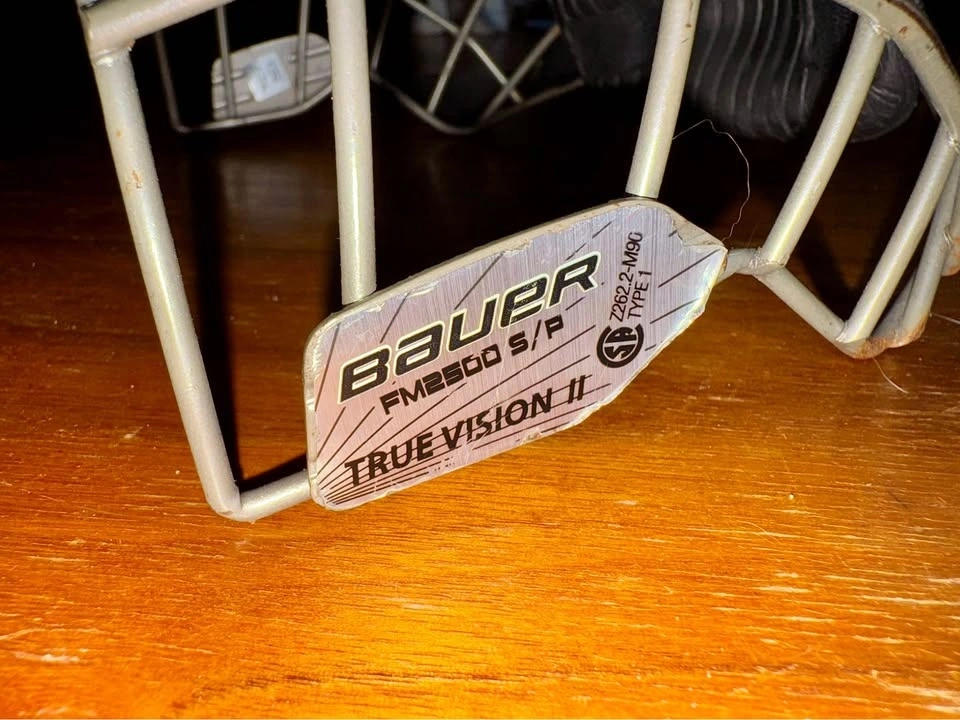 BAUER
FM2500 S/P
TRUE VISION II
Z262.2-M90
TYPE 1